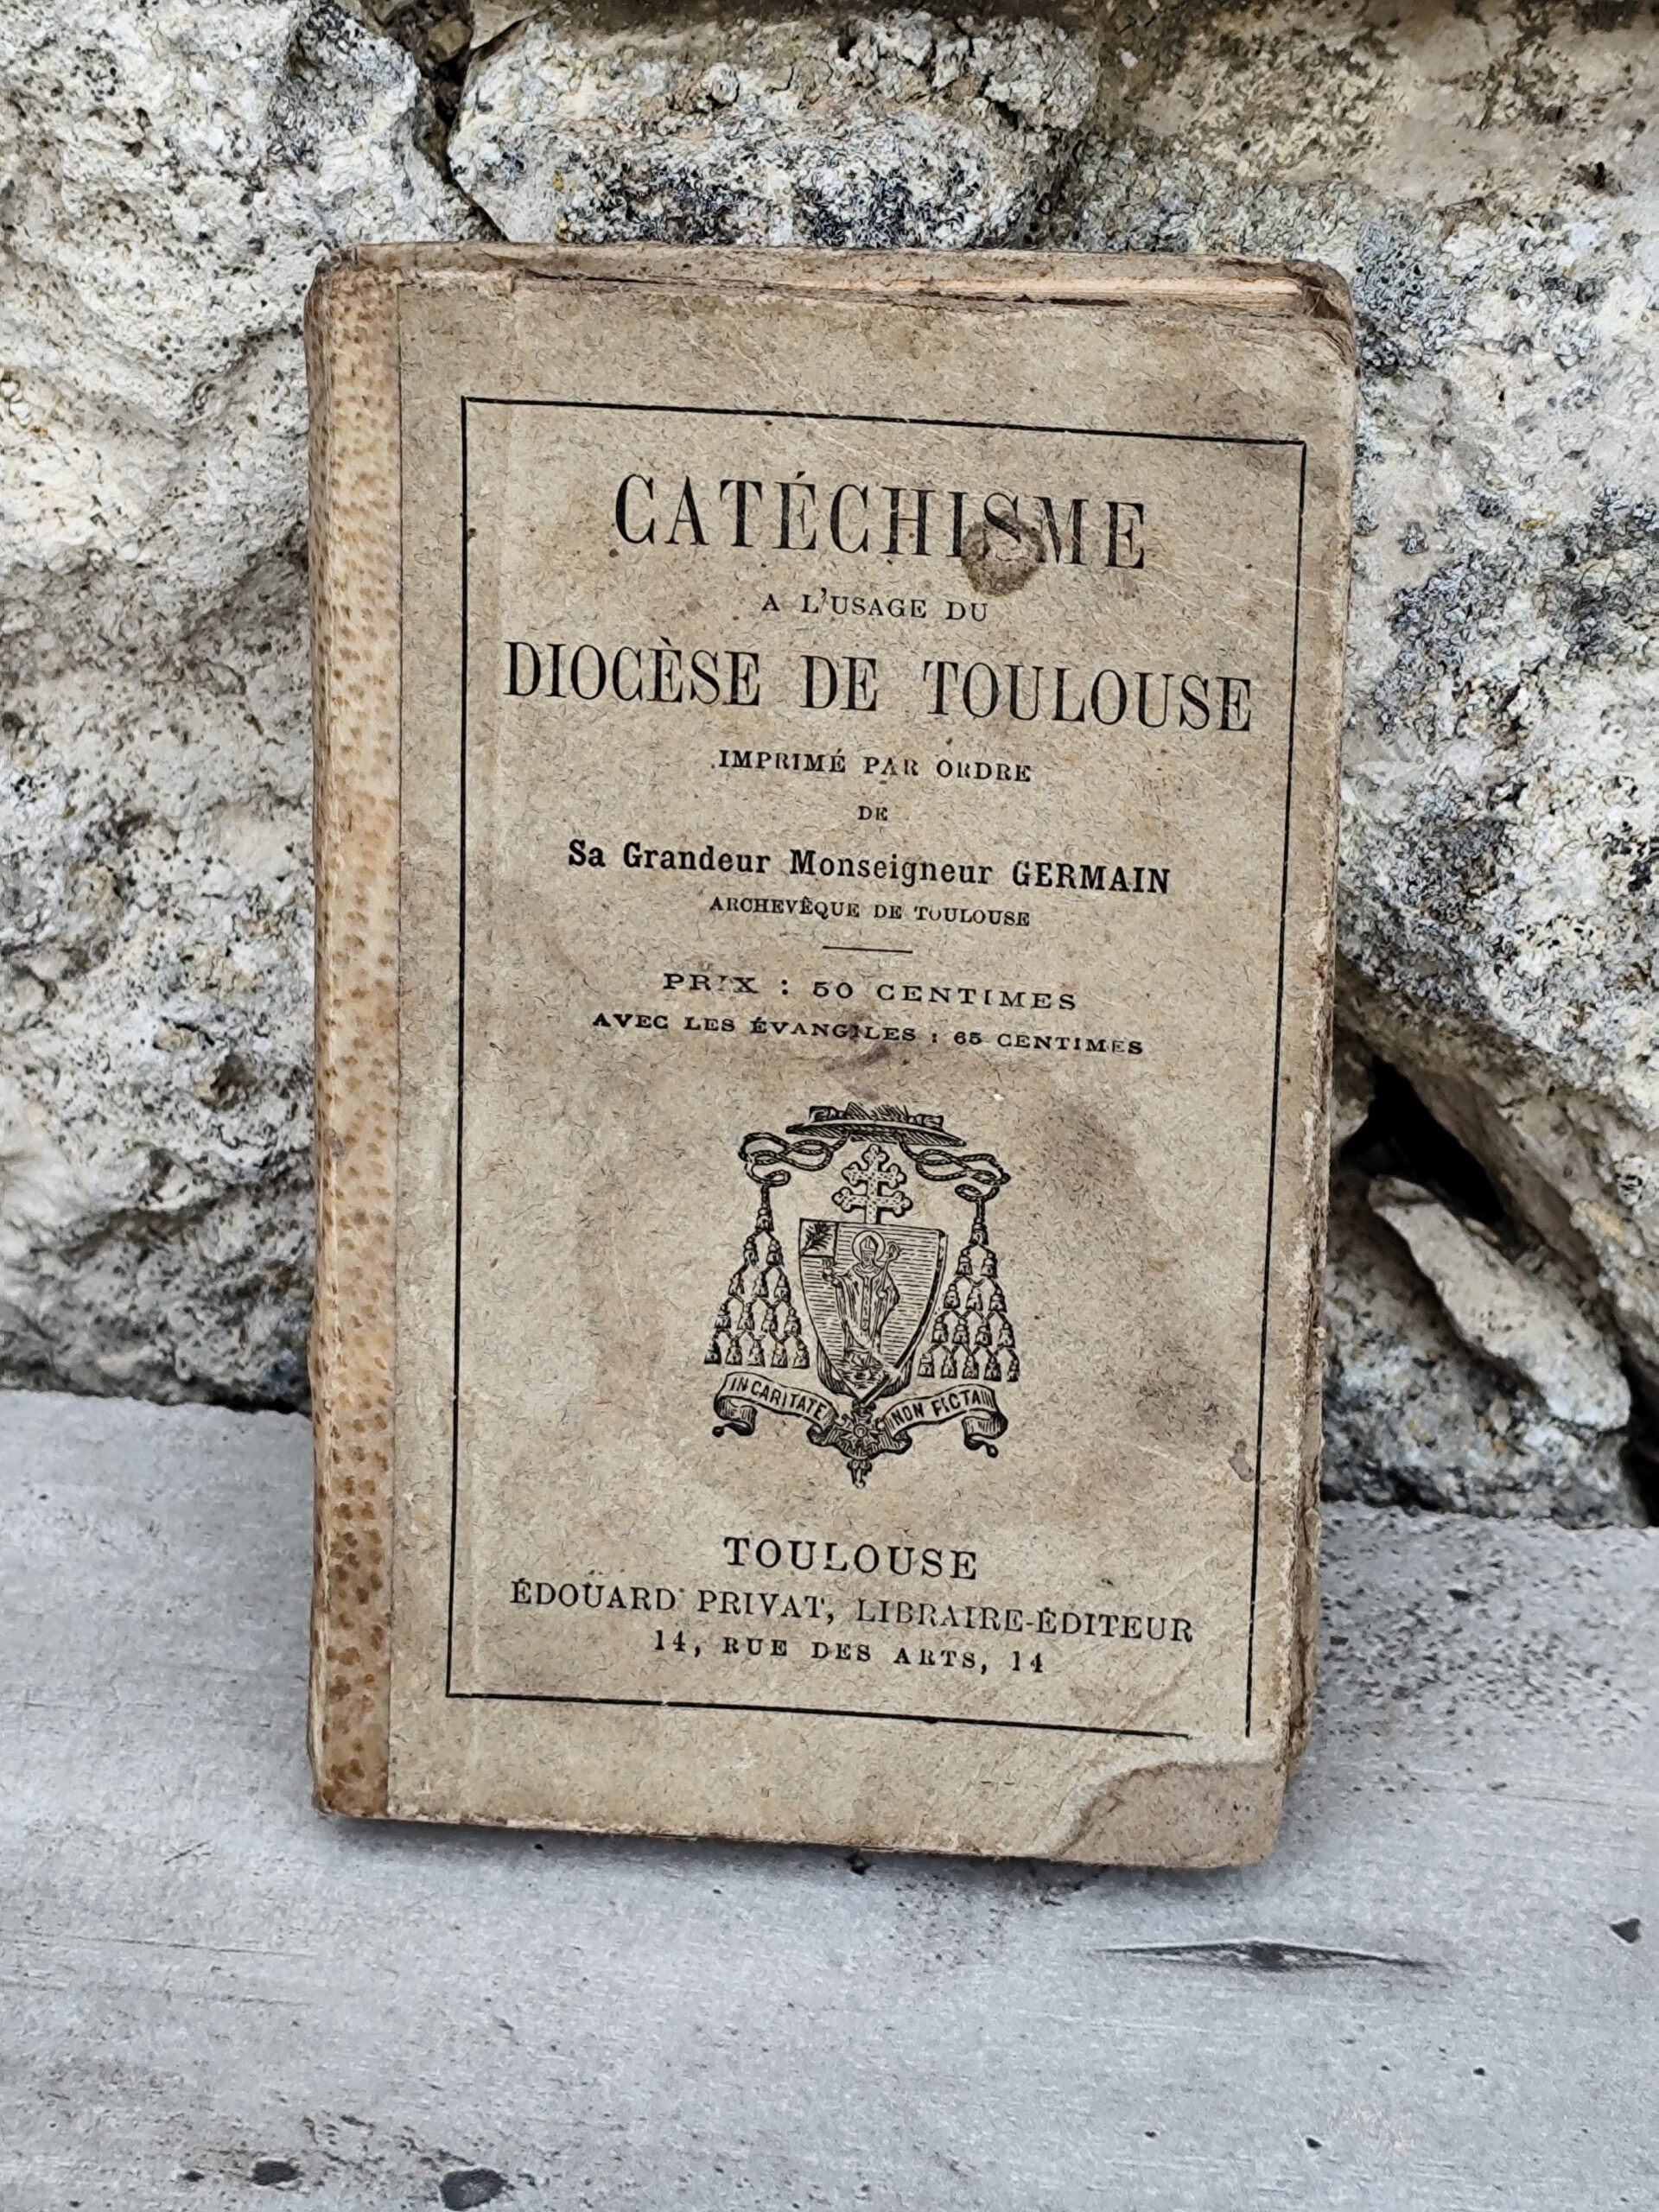 CATÉCHISME
A L'USAGE DU
DIOCÈSE DE TOULOUSE
IMPRIMÉ PAR ORDRE
DE
Sa Grandeur Monseigneur GERMAIN
ARCHEVÊQUE DE TOULOUSE
PRIX : 50 CENTIMES
AVEC LES ÉVANGILES : 65 CENTIMES
IN CARITATE NON FICTA
TOULOUSE
ÉDOUARD PRIVAT, LIBRAIRE-ÉDITEUR
14, RUE DES ARTS, 14